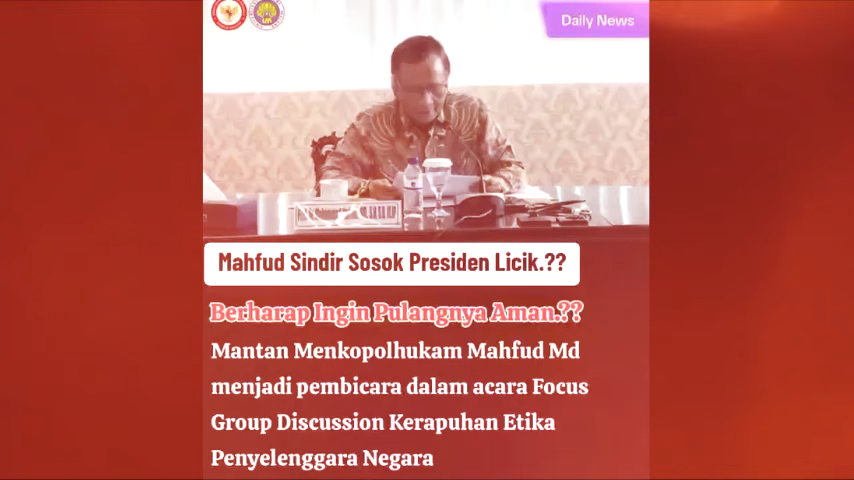 Daily News
Mahfud Sindir Sosok Presiden Licik.??
Berharap Ingin Pulangnya Aman.??
Mantan Menkopolhukam Mahfud Md
menjadi pembicara dalam acara Focus
Group Discussion Kerapuhan Etika
Penyelenggara Negara